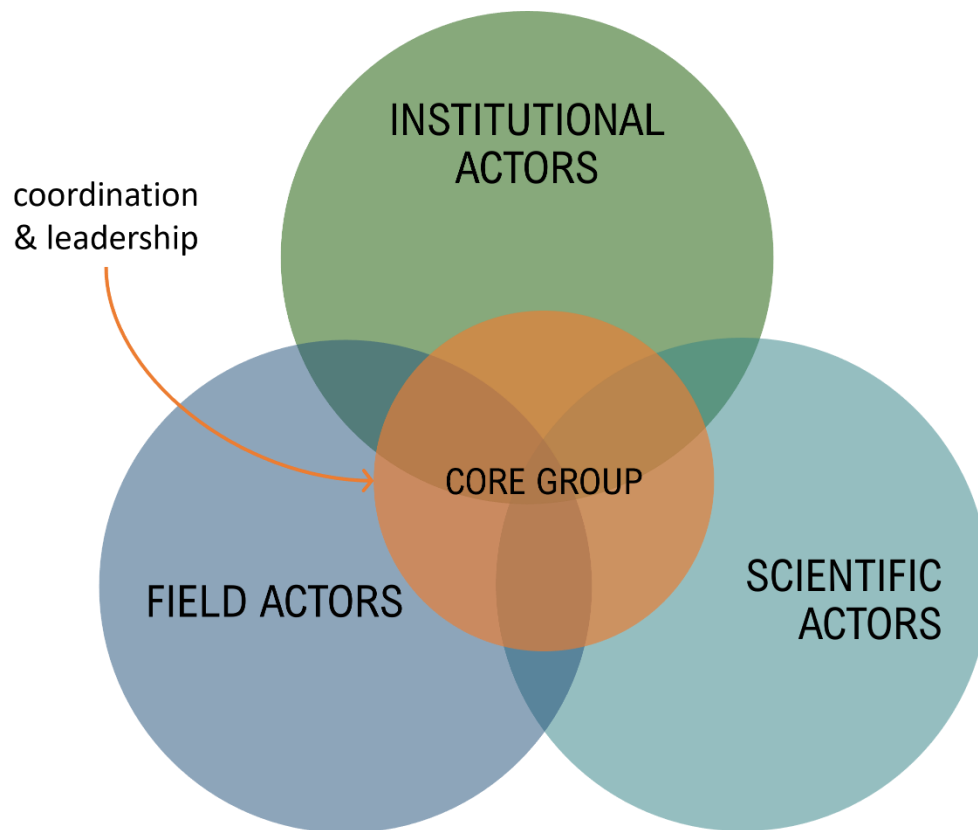 INSTITUTIONAL
ACTORS
coordination
& leadership
CORE GROUP
FIELD ACTORS
SCIENTIFIC
ACTORS